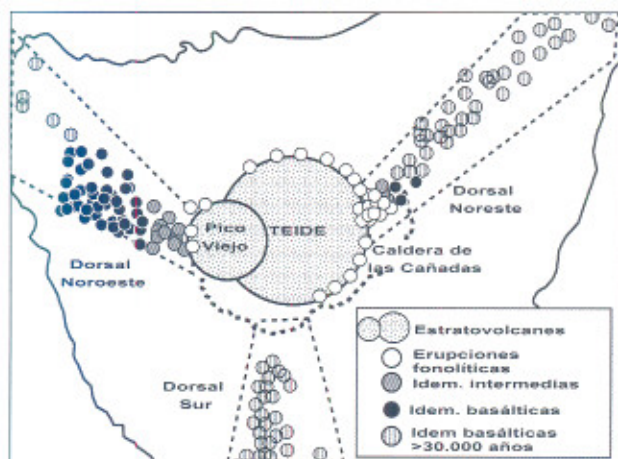 Pico
Viejo
TEIDE
Dorsal
Noreste
Caldera de
las Cañadas
Dorsal
Noroeste
Dorsal
Sur
Estratovolcanes
Erupciones
fonolíticas
Idem. intermedias
Idem. basálticas
Idem basálticas
>30.000 años